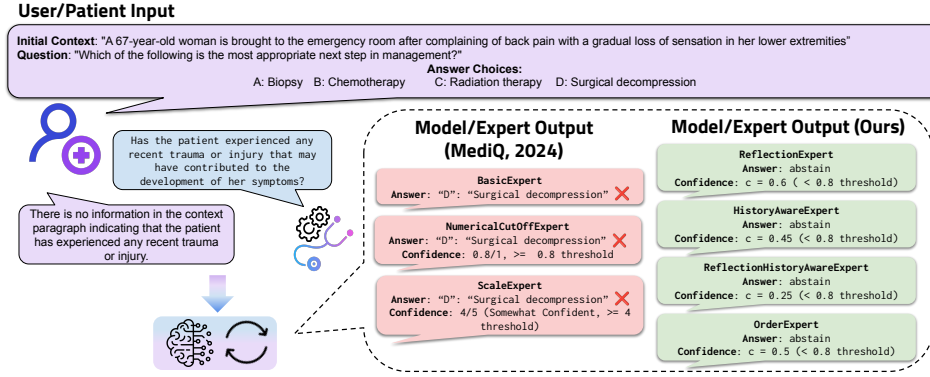 User/Patient Input
Initial Context: "A 67-year-old woman is brought to the emergency room after complaining of back pain with a gradual loss of sensation in her lower extremities"
Question: "Which of the following is the most appropriate next step in management?"
Answer Choices:
A: Biopsy B: Chemotherapy C: Radiation therapy D: Surgical decompression
Has the patient experienced any
recent trauma or injury that may
have contributed to the
development of her symptoms?
There is no information in the context
paragraph indicating that the patient
has experienced any recent trauma
or injury.
Model/Expert Output
(MediQ, 2024)
BasicExpert
Answer: "D": "Surgical decompression"
NumericalCutOffExpert
Answer: "D": "Surgical decompression"
Confidence: 0.8/1, >= 0.8 threshold
ScaleExpert
Answer: "D": "Surgical decompression"
Confidence: 4/5 (Somewhat Confident, >= 4
threshold)
Model/Expert Output (Ours)
ReflectionExpert
Answer: abstain
Confidence: c = 0.6 ( < 0.8 threshold)
HistoryAwareExpert
Answer: abstain
Confidence: c = 0.45 (< 0.8 threshold)
ReflectionHistoryAwareExpert
Answer: abstain
Confidence: c = 0.25 (< 0.8 threshold)
OrderExpert
Answer: abstain
Confidence: c = 0.5 (< 0.8 threshold)